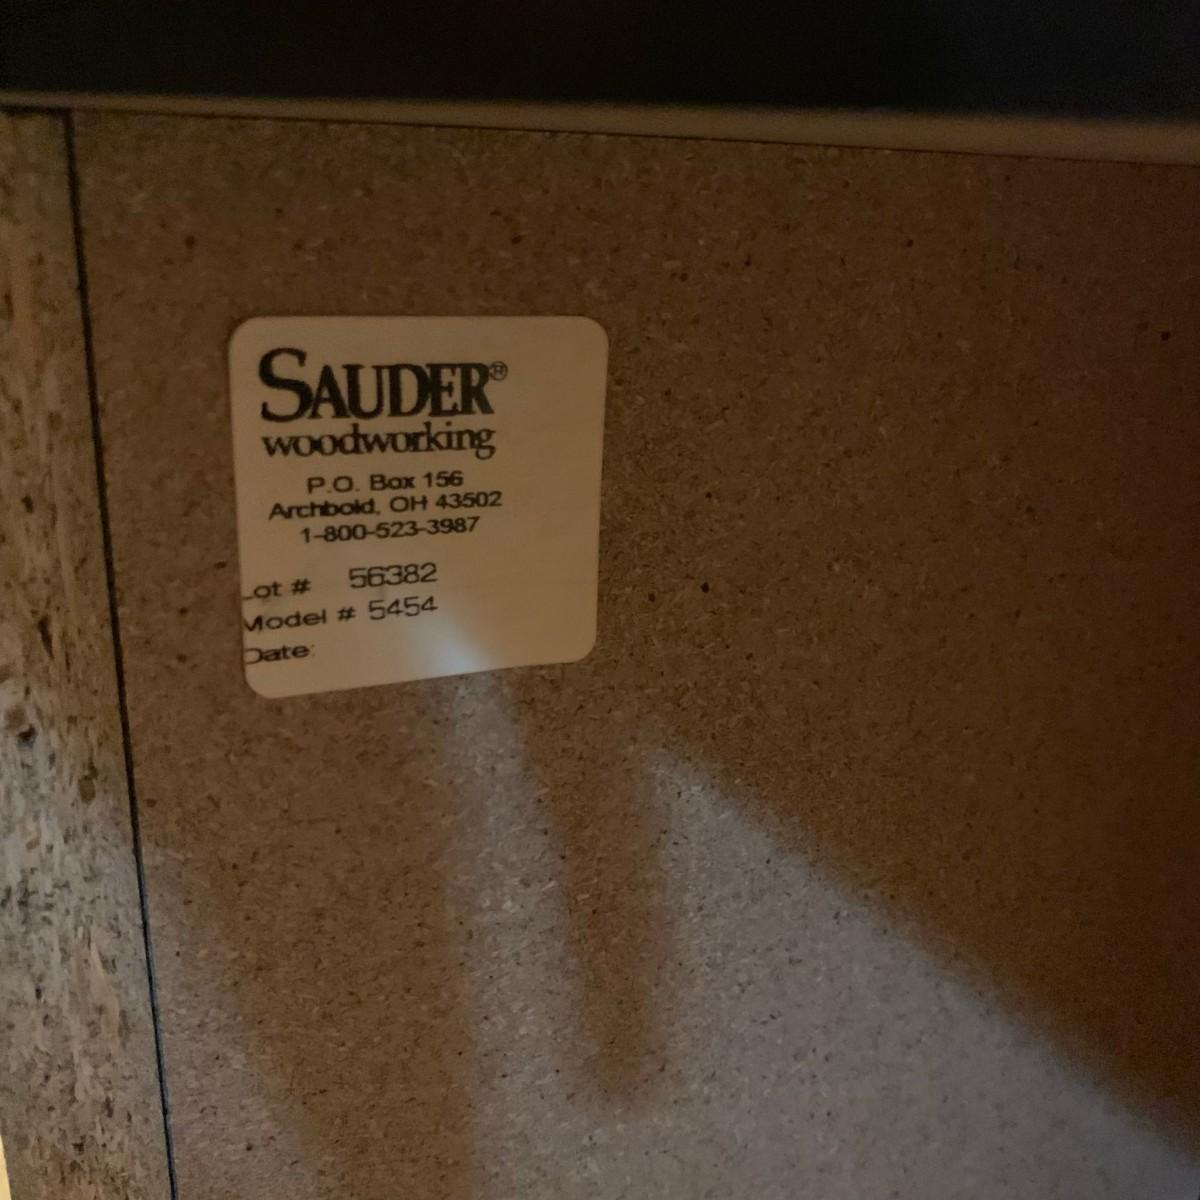 SAUDER®
woodworking
P.O. Box 156
Archbold, OH 43502
1-800-523-3987
Lot # 56382
Model # 5454
Date: